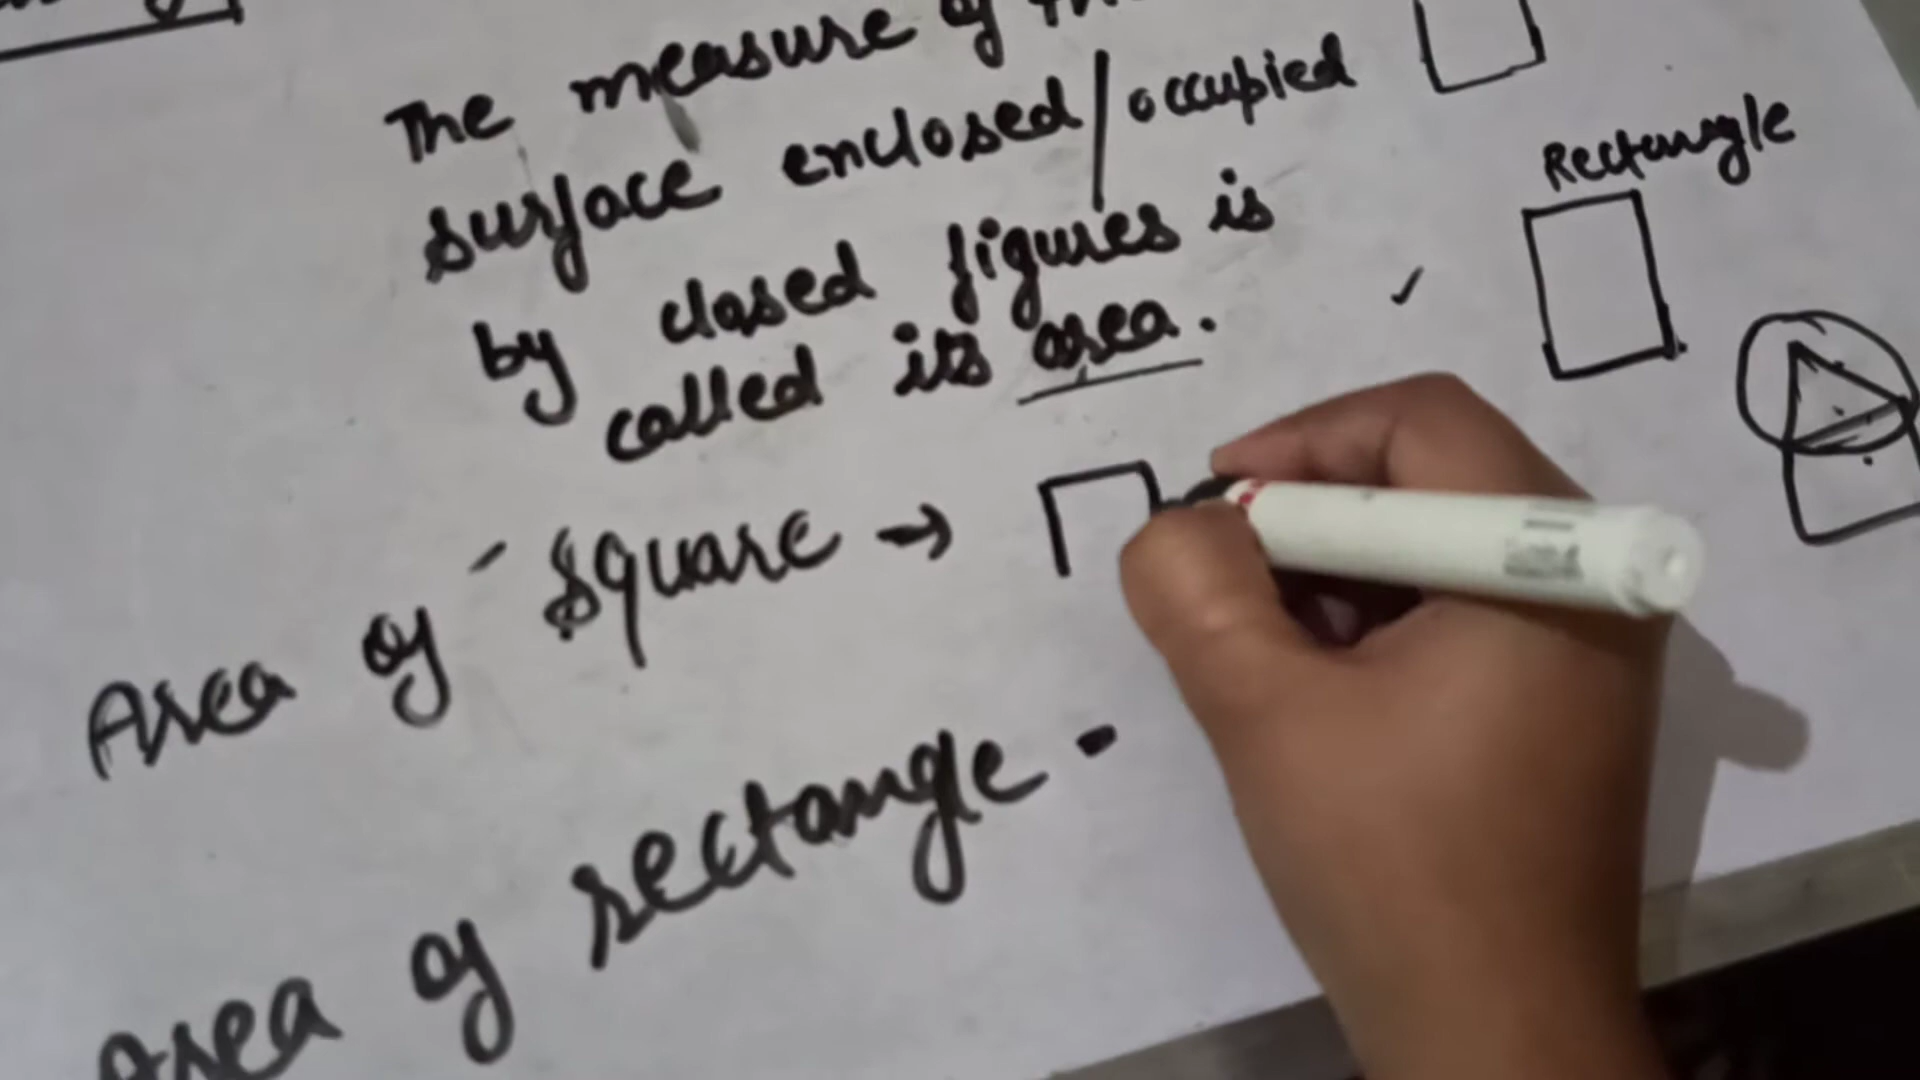 The measure of
surface enclosed/occupied
by closed figures is
called its area.
Rectangle
Area of square →
Area of rectangle -